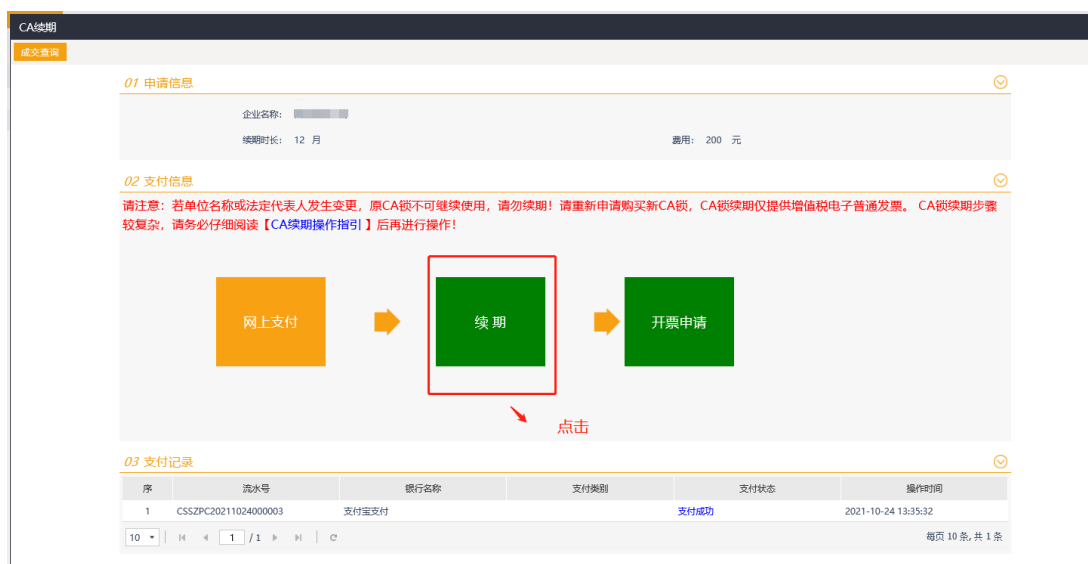 CA续期
成交查询
01 申请信息
企业名称:
续期时长: 12 月 费用: 200 元
02 支付信息
请注意：若单位名称或法定代表人发生变更，原CA锁不可继续使用，请勿续期！请重新申请购买新CA锁，CA锁续期仅提供增值税电子普通发票。 CA锁续期步骤
较复杂，请务必仔细阅读【CA续期操作指引 】后再进行操作！
网上支付 续 期 开票申请
点击
03 支付记录
序 流水号 银行名称 支付类别 支付状态 操作时间
1 CSSZPC20211024000003 支付宝支付 支付成功 2021-10-24 13:35:32
10 1 / 1 每页 10 条, 共 1 条